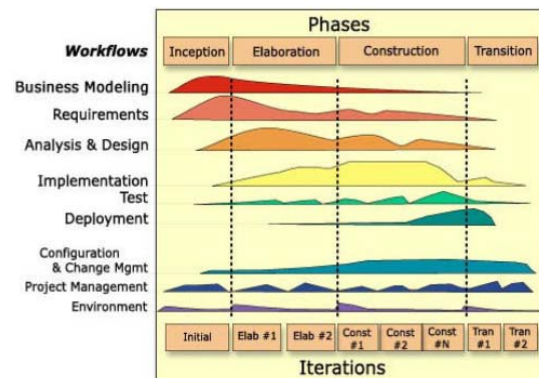 Phases
Workflows
Inception Elaboration Construction Transition
Business Modeling
Requirements
Analysis & Design
Implementation
Test
Deployment
Configuration
& Change Mgmt
Project Management
Environment
Initial Elab #1 Elab #2 Const #1 Const #2 Const #N Tran #1 Tran #2
Iterations